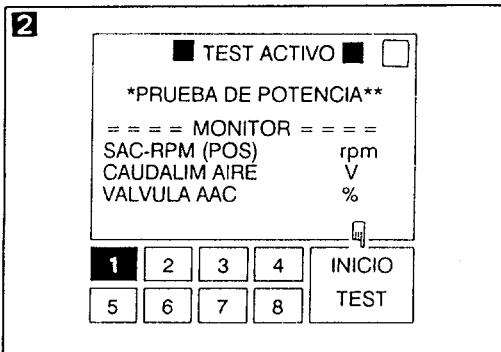 2
TEST ACTIVO
*PRUEBA DE POTENCIA**
= = = = MONITOR = = = =
SAC-RPM (POS) rpm
CAUDALIM AIRE V
VALVULA AAC %
1 2 3 4 INICIO
5 6 7 8 TEST